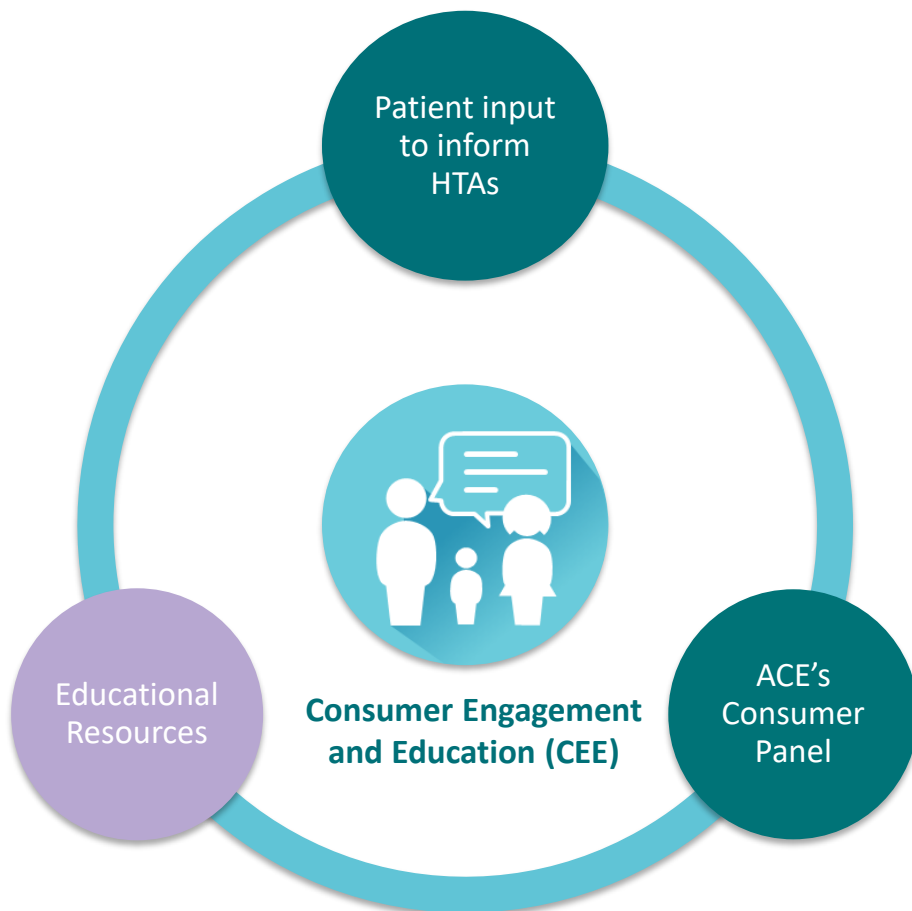 Patient input
to inform
HTAs
Educational
Resources
Consumer Engagement
and Education (CEE)
ACE’s
Consumer
Panel